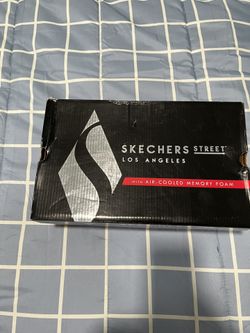 SKECHERS STREET
LOS ANGELES
WITH AIR-COOLED MEMORY FOAM